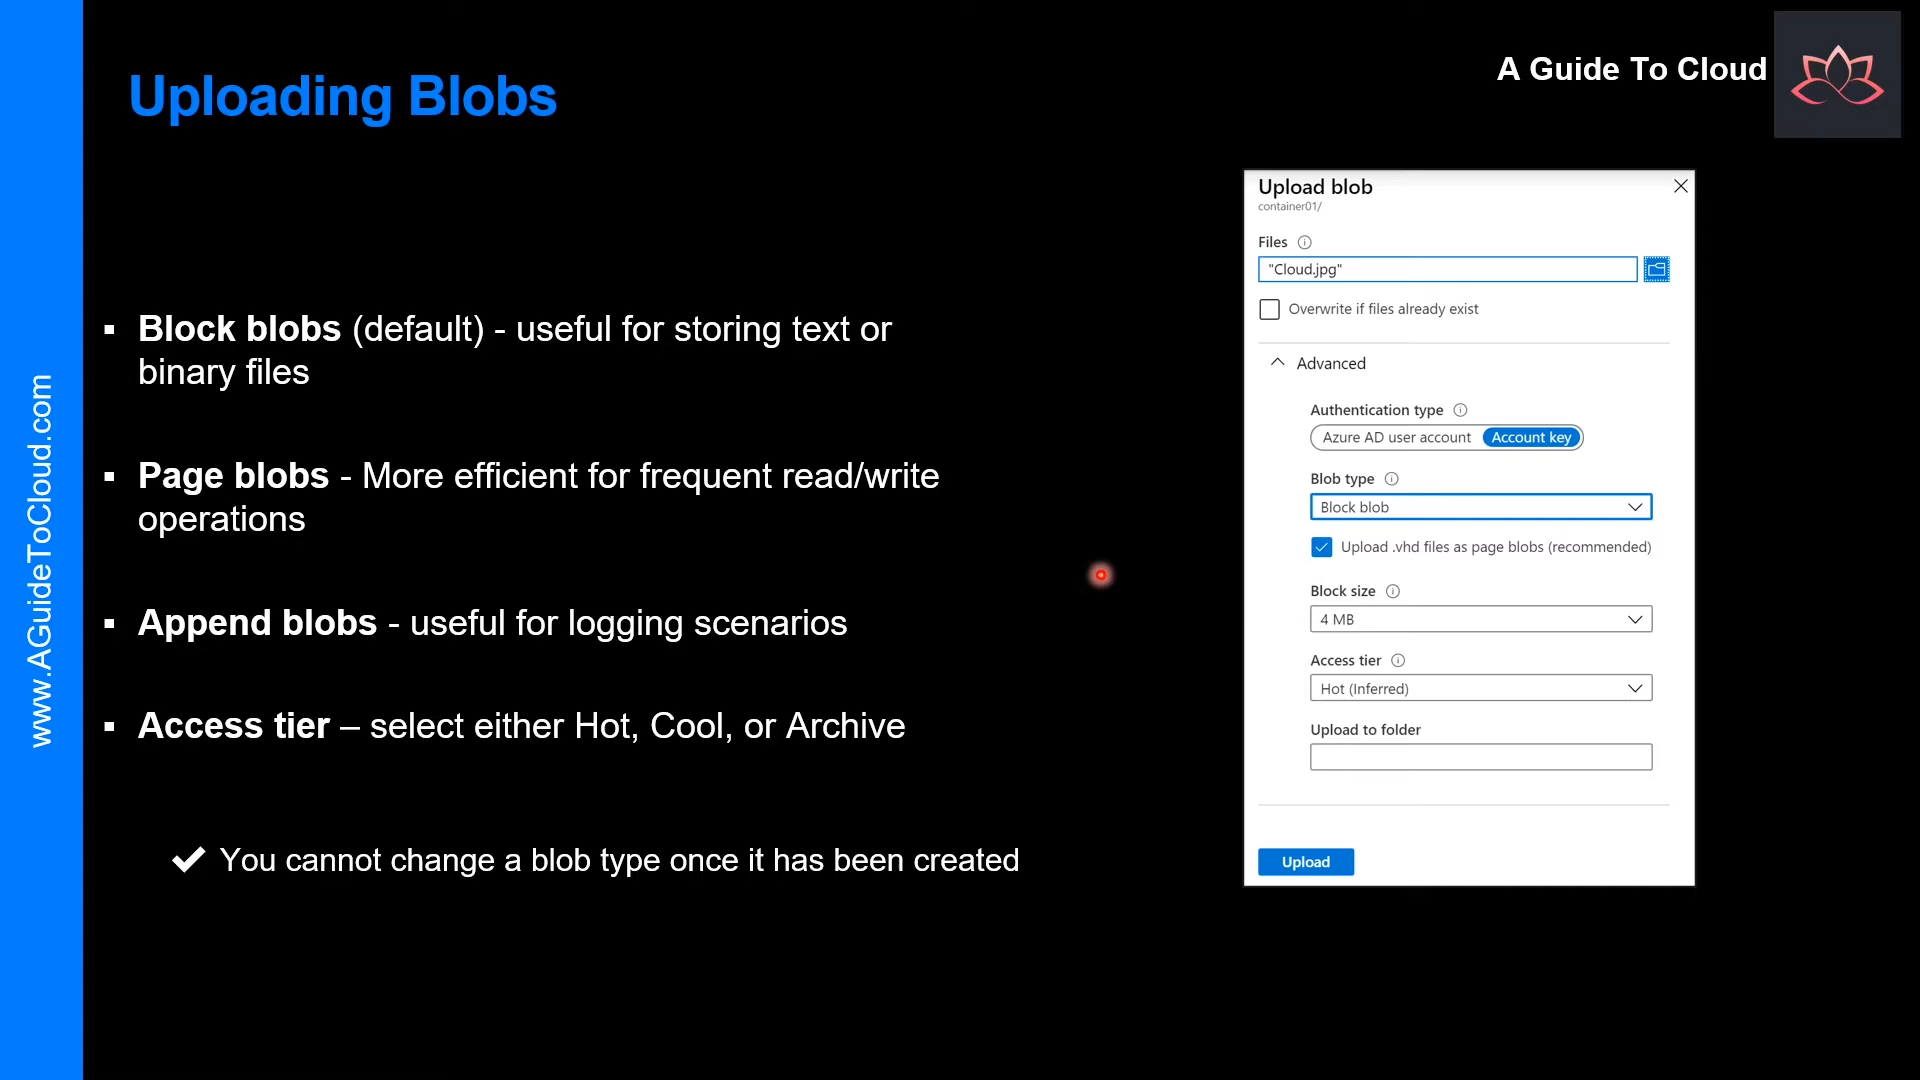 Uploading Blobs
A Guide To Cloud
www.AGuideToCloud.com
▪ Block blobs (default) - useful for storing text or
binary files
▪ Page blobs - More efficient for frequent read/write
operations
▪ Append blobs - useful for logging scenarios
▪ Access tier – select either Hot, Cool, or Archive
✔ You cannot change a blob type once it has been created
Upload blob
container01/
Files
"Cloud.jpg"
Overwrite if files already exist
Advanced
Authentication type
Azure AD user account Account key
Blob type
Block blob
Upload .vhd files as page blobs (recommended)
Block size
4 MB
Access tier
Hot (Inferred)
Upload to folder
Upload